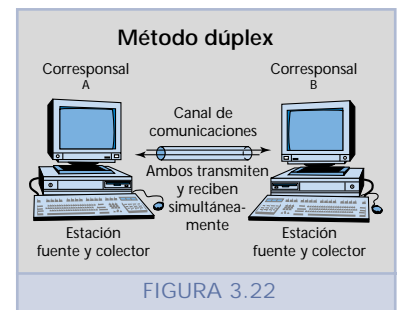 Método dúplex
Corresponsal
A
Corresponsal
B
Canal de
comunicaciones
Ambos transmiten
y reciben
simultánea-
mente
Estación
fuente y colector
Estación
fuente y colector
FIGURA 3.22